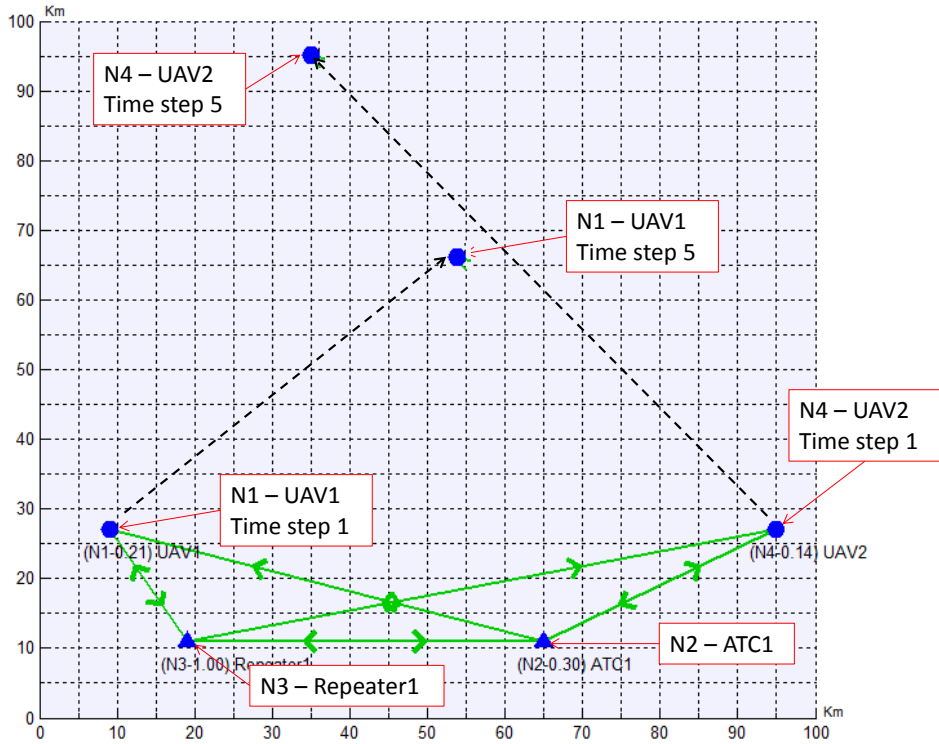 Km
100
90
80
70
60
50
40
30
20
10
0
N4 – UAV2
Time step 5
N1 – UAV1
Time step 5
N4 – UAV2
Time step 1
N1 – UAV1
Time step 1
(N1-0.21) UAV1
(N4-0.14) UAV2
N2 – ATC1
(N3-1.00) Repeater1
(N2-0.30) ATC1
N3 – Repeater1
0 10 20 30 40 50 60 70 80 90 100
Km